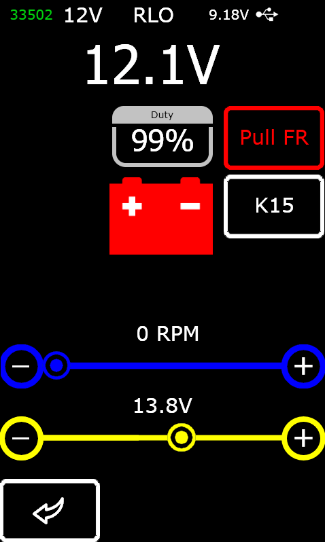 33502 12V RLO 9.18V
12.1V
Duty
99%
Pull FR
+ −
K15
0 RPM
− +
13.8V
− +